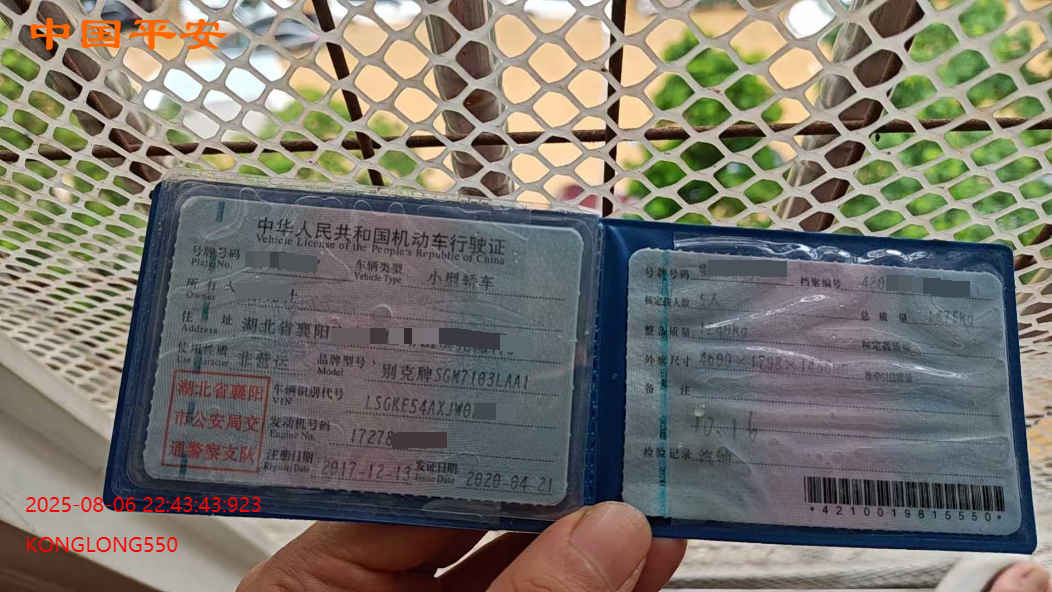 中国平安
中华人民共和国机动车行驶证
Vehicle License of the People's Republic of China
号牌号码
Plate No.
车辆类型 小型轿车
Vehicle Type
所有人
Owner
住址 湖北省襄阳
Address
使用性质 非营运 品牌型号 别克牌SGM7103LAA1
Use Character Model
湖北省襄阳
市公安局交
通警察支队
车辆识别代号 LSGKE54AXJW0
VIN
发动机号码 17278
Engine No.
注册日期 2017-12-13 发证日期 2020-04-21
Register Date Issue Date
号牌号码 档案编号 420
核定载人数 5人 总质量 1675kg
整备质量 核定载质量
外廓尺寸 4609×1798×
备注
检验记录
*4210019815550*
2025-08-06 22:43:43:923
KONGLONG550